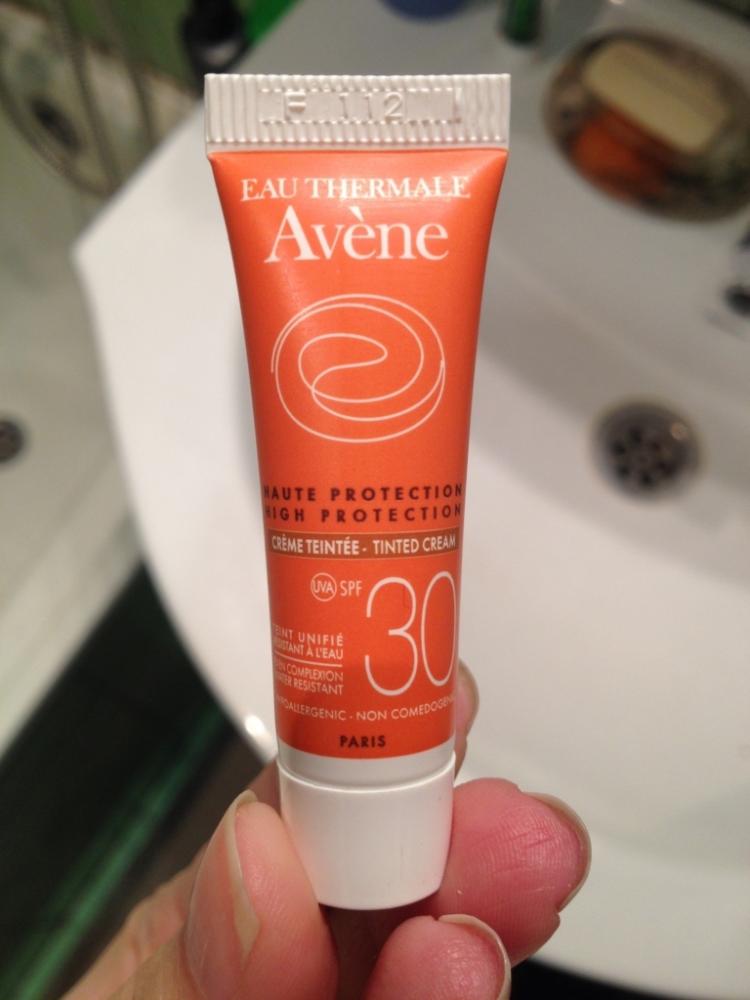 F 112
EAU THERMALE
Avène
HAUTE PROTECTION
HIGH PROTECTION
CRÈME TEINTÉE - TINTED CREAM
UVA SPF 30
TEINT UNIFIÉ
RÉSISTANT À L'EAU
EVEN COMPLEXION
WATER RESISTANT
HYPOALLERGENIC - NON COMEDOGENIC
PARIS